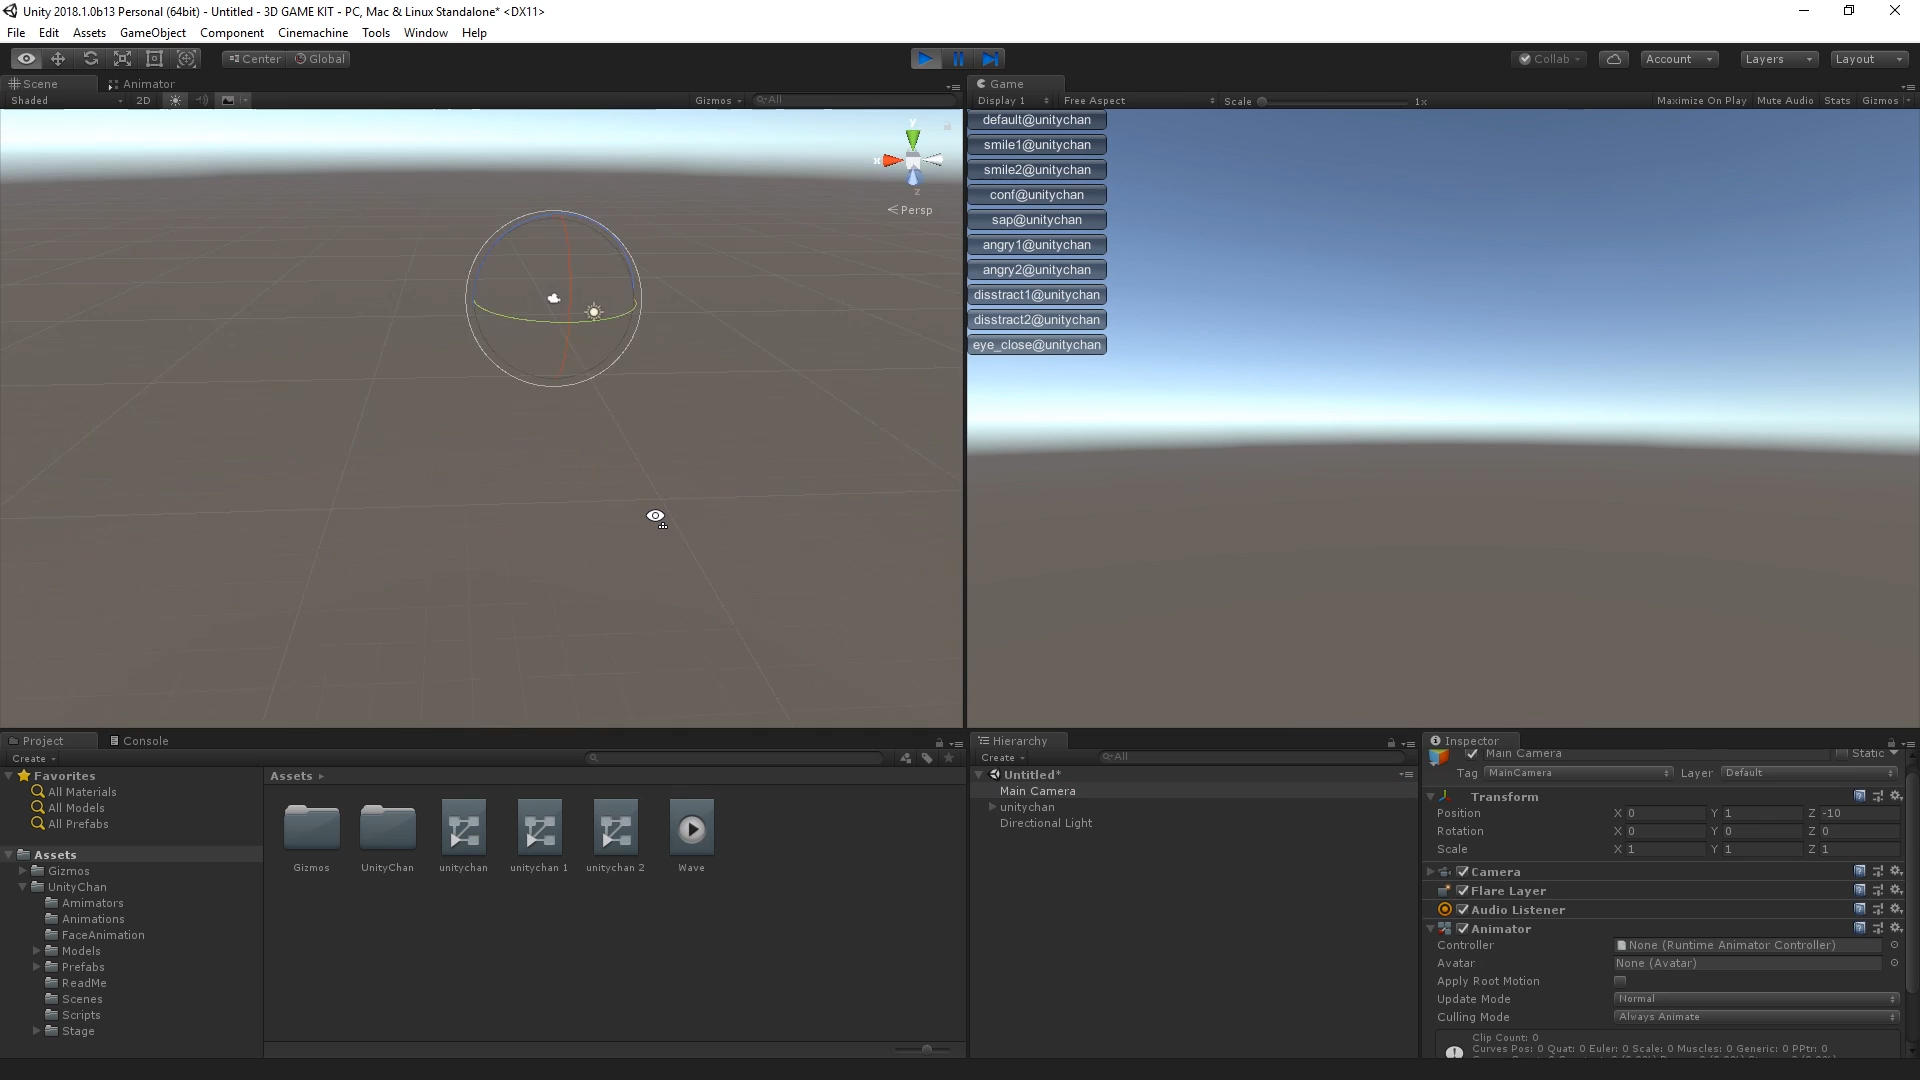 Unity 2018.1.0b13 Personal (64bit) - Untitled - 3D GAME KIT - PC, Mac & Linux Standalone* <DX11>
File Edit Assets GameObject Component Cinemachine Tools Window Help
Center Global Collab Account Layers Layout
Scene Animator
Shaded 2D Gizmos All
y
x
z
Persp
Game
Display 1 Free Aspect Scale 1x Maximize On Play Mute Audio Stats Gizmos
default@unitychan
smile1@unitychan
smile2@unitychan
conf@unitychan
sap@unitychan
angry1@unitychan
angry2@unitychan
disstract1@unitychan
disstract2@unitychan
eye_close@unitychan
Project Console
Create
Favorites
All Materials
All Models
All Prefabs
Assets
Gizmos
UnityChan
Amimators
Animations
FaceAnimation
Models
Prefabs
ReadMe
Scenes
Scripts
Stage
Assets
Gizmos UnityChan unitychan unitychan 1 unitychan 2 Wave
Hierarchy
Create All
Untitled*
Main Camera
unitychan
Directional Light
Inspector
Main Camera Static
Tag MainCamera Layer Default
Transform
Position X 0 Y 1 Z -10
Rotation X 0 Y 0 Z 0
Scale X 1 Y 1 Z 1
Camera
Flare Layer
Audio Listener
Animator
Controller None (Runtime Animator Controller)
Avatar None (Avatar)
Apply Root Motion
Update Mode Normal
Culling Mode Always Animate
Clip Count: 0
Curves Pos: 0 Quat: 0 Euler: 0 Scale: 0 Muscles: 0 Generic: 0 PPtr: 0